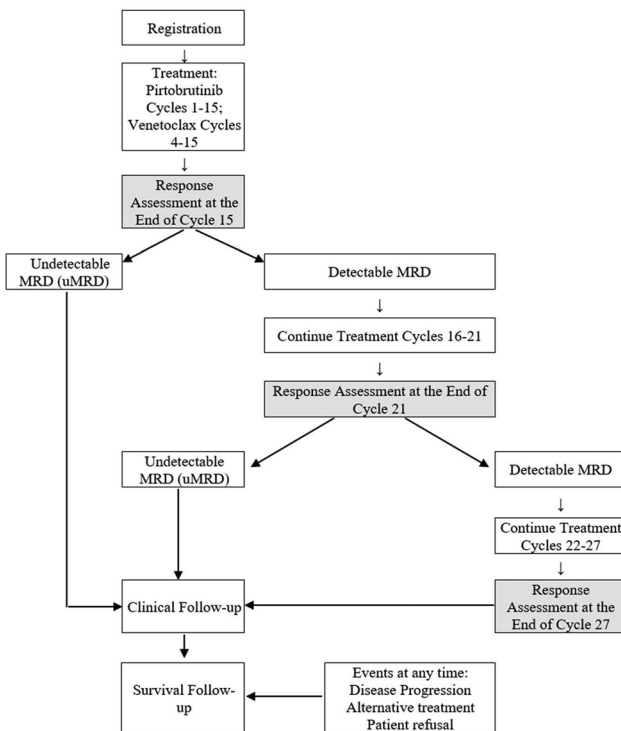 Registration
↓
Treatment:
Pirtobrutinib
Cycles 1-15;
Venetoclax Cycles
4-15
↓
Response
Assessment at the
End of Cycle 15
Undetectable
MRD (uMRD)
Detectable MRD
↓
Continue Treatment Cycles 16-21
↓
Response Assessment at the End of
Cycle 21
Undetectable
MRD (uMRD)
Detectable MRD
↓
Continue Treatment
Cycles 22-27
↓
Response
Assessment at the
End of Cycle 27
Clinical Follow-up
Survival Follow-
up
Events at any time:
Disease Progression
Alternative treatment
Patient refusal